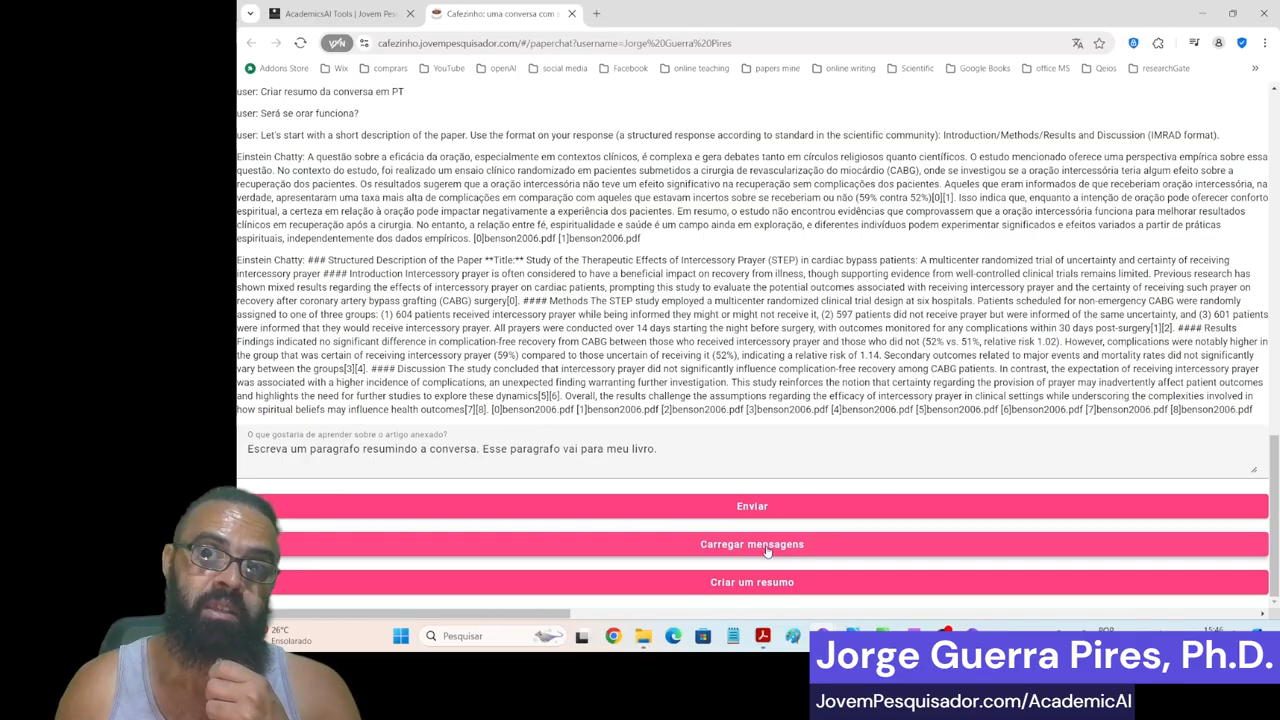 AcademicsAI Tools | Jovem Pes
Cafezinho: uma conversa com
VPN
cafezinho.jovempesquisador.com/#/paperchat?username=Jorge%20Guerra%20Pires
Addons Store
Wix
comprars
YouTube
openAI
social media
Facebook
online teaching
papers mine
online writing
Scientific
Google Books
office MS
Qeios
researchGate
user: Criar resumo da conversa em PT
user: Será se orar funciona?
user: Let's start with a short description of the paper. Use the format on your response (a structured response according to standard in the scientific community): Introduction/Methods/Results and Discussion (IMRAD format).
Einstein Chatty: A questão sobre a eficácia da oração, especialmente em contextos clínicos, é complexa e gera debates tanto em círculos religiosos quanto científicos. O estudo mencionado oferece uma perspectiva empírica sobre essa
questão. No contexto do estudo, foi realizado um ensaio clínico randomizado em pacientes submetidos a cirurgia de revascularização do miocárdio (CABG), onde se investigou se a oração intercessória teria algum efeito sobre a
recuperação dos pacientes. Os resultados sugerem que a oração intercessória não teve um efeito significativo na recuperação sem complicações dos pacientes. Aqueles que eram informados de que receberiam oração intercessória, na
verdade, apresentaram uma taxa mais alta de complicações em comparação com aqueles que estavam incertos sobre se receberiam ou não (59% contra 52%)[0][1]. Isso indica que, enquanto a intenção de oração pode oferecer conforto
espiritual, a certeza em relação à oração pode impactar negativamente a experiência dos pacientes. Em resumo, o estudo não encontrou evidências que comprovassem que a oração intercessória funciona para melhorar resultados
clínicos em recuperação após a cirurgia. No entanto, a relação entre fé, espiritualidade e saúde é um campo ainda em exploração, e diferentes indivíduos podem experimentar significados e efeitos variados a partir de práticas
espirituais, independentemente dos dados empíricos. [0]benson2006.pdf [1]benson2006.pdf
Einstein Chatty: ### Structured Description of the Paper **Title:** Study of the Therapeutic Effects of Intercessory Prayer (STEP) in cardiac bypass patients: A multicenter randomized trial of uncertainty and certainty of receiving
intercessory prayer #### Introduction Intercessory prayer is often considered to have a beneficial impact on recovery from illness, though supporting evidence from well-controlled clinical trials remains limited. Previous research has
shown mixed results regarding the effects of intercessory prayer on cardiac patients, prompting this study to evaluate the potential outcomes associated with receiving intercessory prayer and the certainty of receiving such prayer on
recovery after coronary artery bypass grafting (CABG) surgery[0]. #### Methods The STEP study employed a multicenter randomized clinical trial design at six hospitals. Patients scheduled for non-emergency CABG were randomly
assigned to one of three groups: (1) 604 patients received intercessory prayer while being informed they might or might not receive it, (2) 597 patients did not receive prayer but were informed of the same uncertainty, and (3) 601 patients
were informed that they would receive intercessory prayer. All prayers were conducted over 14 days starting the night before surgery, with outcomes monitored for any complications within 30 days post-surgery[1][2]. #### Results
Findings indicated no significant difference in complication-free recovery from CABG between those who received intercessory prayer and those who did not (52% vs. 51%, relative risk 1.02). However, complications were notably higher in
the group that was certain of receiving intercessory prayer (59%) compared to those uncertain of receiving it (52%), indicating a relative risk of 1.14. Secondary outcomes related to major events and mortality rates did not significantly
vary between the groups[3][4]. #### Discussion The study concluded that intercessory prayer did not significantly influence complication-free recovery among CABG patients. In contrast, the expectation of receiving intercessory prayer
was associated with a higher incidence of complications, an unexpected finding warranting further investigation. This study reinforces the notion that certainty regarding the provision of prayer may inadvertently affect patient outcomes
and highlights the need for further studies to explore these dynamics[5][6]. Overall, the results challenge the assumptions regarding the efficacy of intercessory prayer in clinical settings while underscoring the complexities involved in
how spiritual beliefs may influence health outcomes[7][8]. [0]benson2006.pdf [1]benson2006.pdf [2]benson2006.pdf [3]benson2006.pdf [4]benson2006.pdf [5]benson2006.pdf [6]benson2006.pdf [7]benson2006.pdf [8]benson2006.pdf
O que gostaria de aprender sobre o artigo anexado?
Escreva um paragrafo resumindo a conversa. Esse paragrafo vai para meu livro.
Enviar
Carregar mensagens
Criar um resumo
26°C
Ensolarado
Pesquisar
Jorge Guerra Pires, Ph.D.
JovemPesquisador.com/AcademicAI